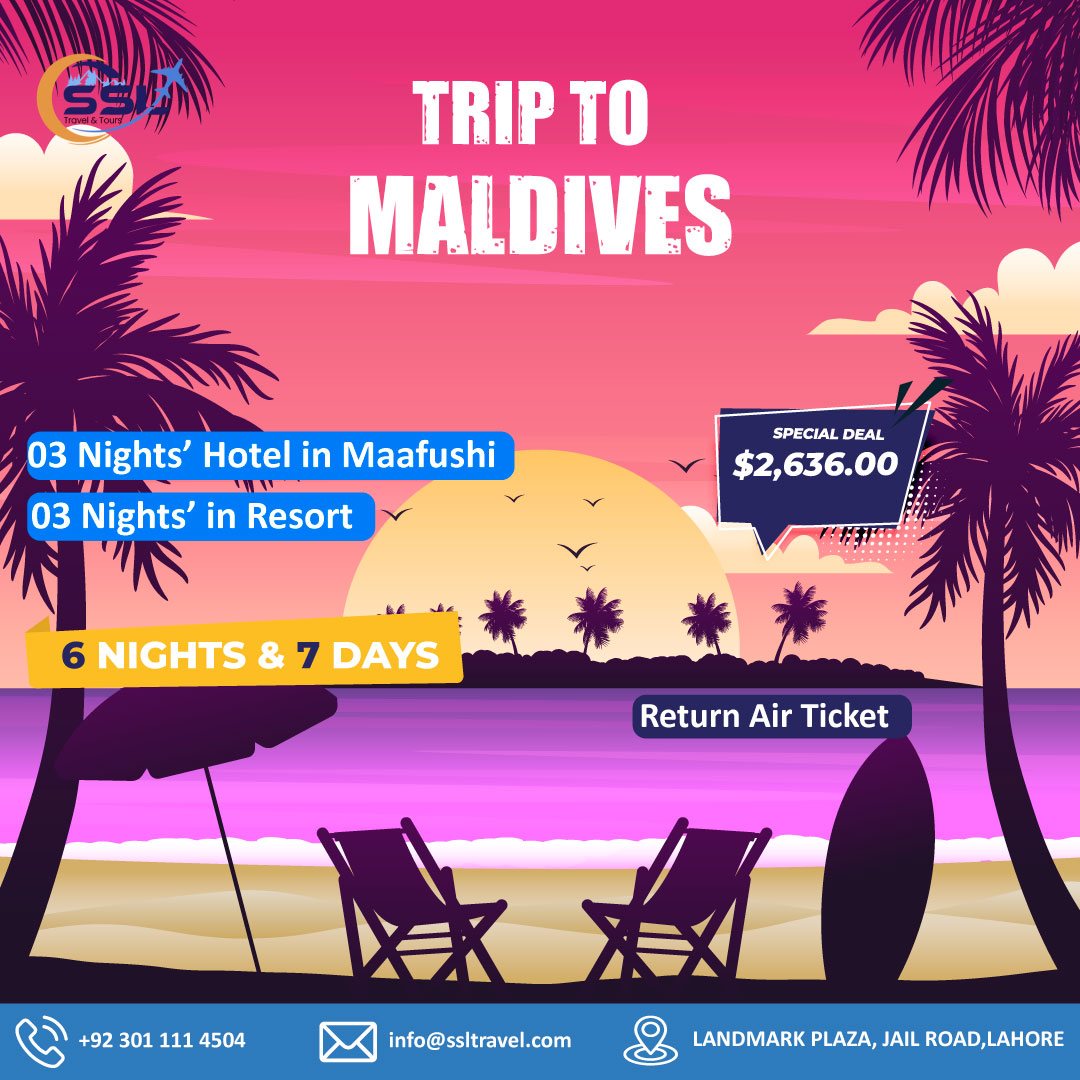 SSL
Travel & Tours
TRIP TO
MALDIVES
03 Nights’ Hotel in Maafushi
03 Nights’ in Resort
SPECIAL DEAL
$2,636.00
6 NIGHTS & 7 DAYS
Return Air Ticket
+92 301 111 4504
info@ssltravel.com
LANDMARK PLAZA, JAIL ROAD,LAHORE